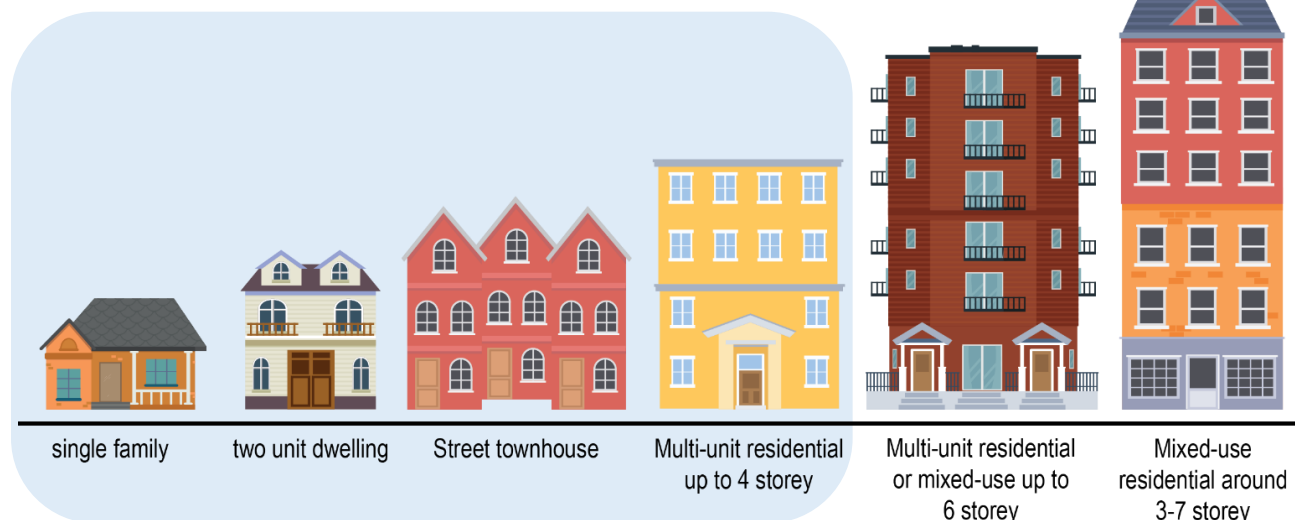 single family
two unit dwelling
Street townhouse
Multi-unit residential
up to 4 storey
Multi-unit residential
or mixed-use up to
6 storey
Mixed-use
residential around
3-7 storey